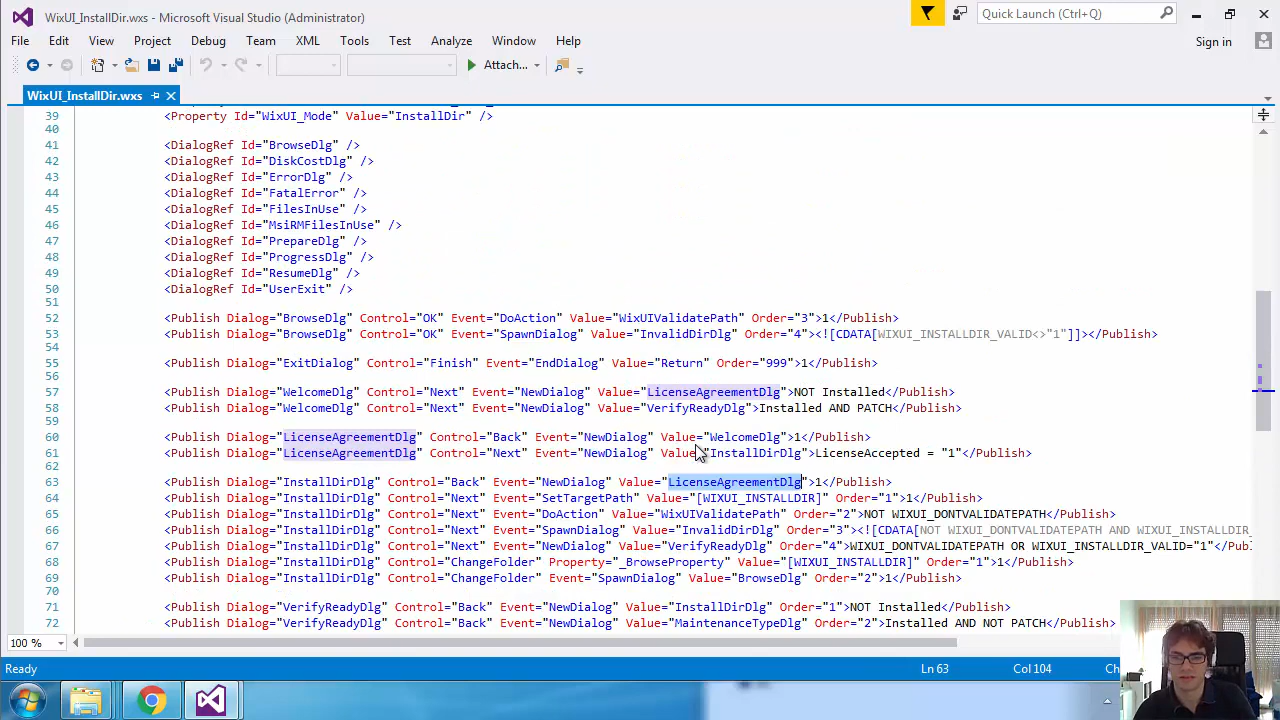 WixUI_InstallDir.wxs - Microsoft Visual Studio (Administrator)
Quick Launch (Ctrl+Q)
File Edit View Project Debug Team XML Tools Test Analyze Window Help
Sign in
Attach...
WixUI_InstallDir.wxs
39 <Property Id="WixUI_Mode" Value="InstallDir" />
40
41 <DialogRef Id="BrowseDlg" />
42 <DialogRef Id="DiskCostDlg" />
43 <DialogRef Id="ErrorDlg" />
44 <DialogRef Id="FatalError" />
45 <DialogRef Id="FilesInUse" />
46 <DialogRef Id="MsiRMFilesInUse" />
47 <DialogRef Id="PrepareDlg" />
48 <DialogRef Id="ProgressDlg" />
49 <DialogRef Id="ResumeDlg" />
50 <DialogRef Id="UserExit" />
51
52 <Publish Dialog="BrowseDlg" Control="OK" Event="DoAction" Value="WixUIValidatePath" Order="3">1</Publish>
53 <Publish Dialog="BrowseDlg" Control="OK" Event="SpawnDialog" Value="InvalidDirDlg" Order="4"><![CDATA[WIXUI_INSTALLDIR_VALID<>"1"]]></Publish>
54
55 <Publish Dialog="ExitDialog" Control="Finish" Event="EndDialog" Value="Return" Order="999">1</Publish>
56
57 <Publish Dialog="WelcomeDlg" Control="Next" Event="NewDialog" Value="LicenseAgreementDlg">NOT Installed</Publish>
58 <Publish Dialog="WelcomeDlg" Control="Next" Event="NewDialog" Value="VerifyReadyDlg">Installed AND PATCH</Publish>
59
60 <Publish Dialog="LicenseAgreementDlg" Control="Back" Event="NewDialog" Value="WelcomeDlg">1</Publish>
61 <Publish Dialog="LicenseAgreementDlg" Control="Next" Event="NewDialog" Value="InstallDirDlg">LicenseAccepted = "1"</Publish>
62
63 <Publish Dialog="InstallDirDlg" Control="Back" Event="NewDialog" Value="LicenseAgreementDlg">1</Publish>
64 <Publish Dialog="InstallDirDlg" Control="Next" Event="SetTargetPath" Value="[WIXUI_INSTALLDIR]" Order="1">1</Publish>
65 <Publish Dialog="InstallDirDlg" Control="Next" Event="DoAction" Value="WixUIValidatePath" Order="2">NOT WIXUI_DONTVALIDATEPATH</Publish>
66 <Publish Dialog="InstallDirDlg" Control="Next" Event="SpawnDialog" Value="InvalidDirDlg" Order="3"><![CDATA[NOT WIXUI_DONTVALIDATEPATH AND WIXUI_INSTALLDIR_
67 <Publish Dialog="InstallDirDlg" Control="Next" Event="NewDialog" Value="VerifyReadyDlg" Order="4">WIXUI_DONTVALIDATEPATH OR WIXUI_INSTALLDIR_VALID="1"</Publ
68 <Publish Dialog="InstallDirDlg" Control="ChangeFolder" Property="_BrowseProperty" Value="[WIXUI_INSTALLDIR]" Order="1">1</Publish>
69 <Publish Dialog="InstallDirDlg" Control="ChangeFolder" Event="SpawnDialog" Value="BrowseDlg" Order="2">1</Publish>
70
71 <Publish Dialog="VerifyReadyDlg" Control="Back" Event="NewDialog" Value="InstallDirDlg" Order="1">NOT Installed</Publish>
72 <Publish Dialog="VerifyReadyDlg" Control="Back" Event="NewDialog" Value="MaintenanceTypeDlg" Order="2">Installed AND NOT PATCH</Publish>
100 %
Ready Ln 63 Col 104 Ch